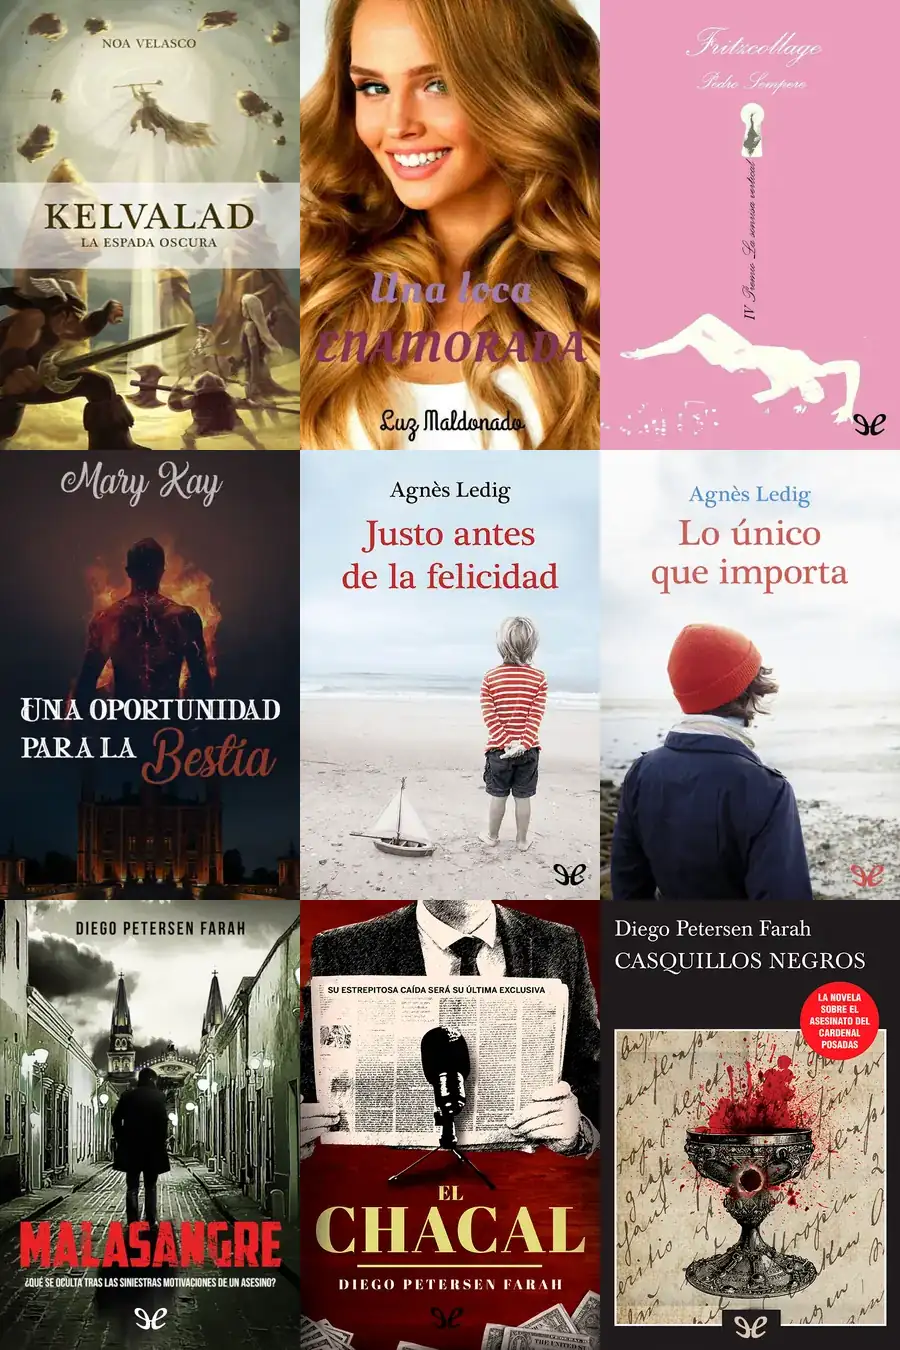 NOA VELASCO
KELVALAD
LA ESPADA OSCURA
Una loca
ENAMORADA
Luz Maldonado
Fritzcollage
Pedro Sempere
IV Premio La sonrisa vertical
Mary Kay
UNA OPORTUNIDAD
PARA LA Bestia
Agnès Ledig
Justo antes
de la felicidad
Agnès Ledig
Lo único
que importa
DIEGO PETERSEN FARAH
MALASANGRE
¿QUÉ SE OCULTA TRAS LAS SINIESTRAS MOTIVACIONES DE UN ASESINO?
SU ESTREPITOSA CAÍDA SERÁ SU ÚLTIMA EXCLUSIVA
EL
CHACAL
DIEGO PETERSEN FARAH
Diego Petersen Farah
CASQUILLOS NEGROS
LA NOVELA
SOBRE EL
ASESINATO DEL
CARDENAL
POSADAS